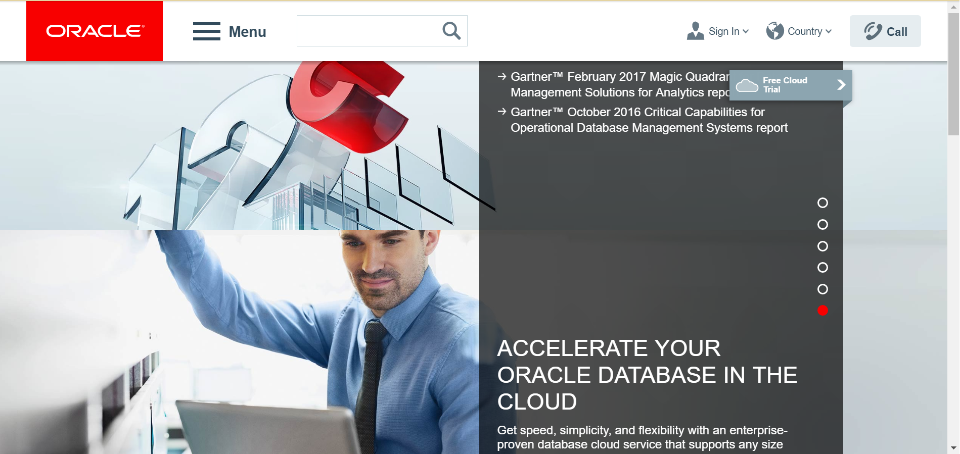 ORACLE®
Menu
Sign In
Country
Call
→ Gartner™ February 2017 Magic Quadran
Management Solutions for Analytics repo
Free Cloud
Trial
→ Gartner™ October 2016 Critical Capabilities for
Operational Database Management Systems report
ACCELERATE YOUR
ORACLE DATABASE IN THE
CLOUD
Get speed, simplicity, and flexibility with an enterprise-
proven database cloud service that supports any size